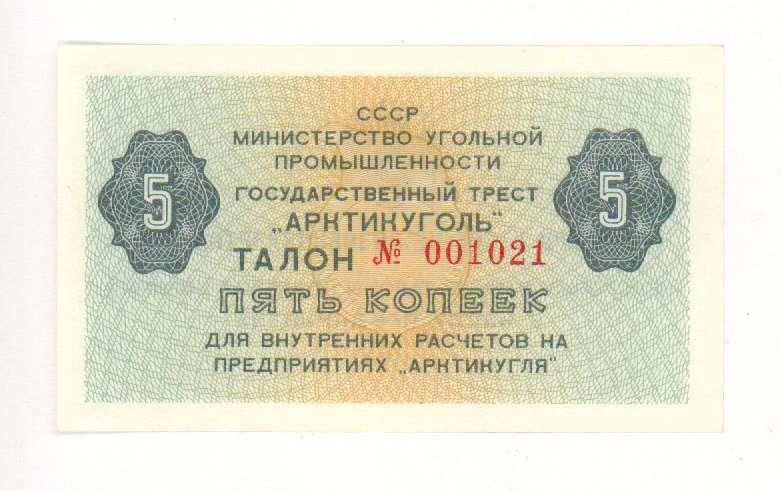 СССР
МИНИСТЕРСТВО УГОЛЬНОЙ
ПРОМЫШЛЕННОСТИ
ГОСУДАРСТВЕННЫЙ ТРЕСТ
„АРКТИКУГОЛЬ"
5 5
ТАЛОН № 001021
ПЯТЬ КОПЕЕК
ДЛЯ ВНУТРЕННИХ РАСЧЕТОВ НА
ПРЕДПРИЯТИЯХ „АРКТИКУГЛЯ"